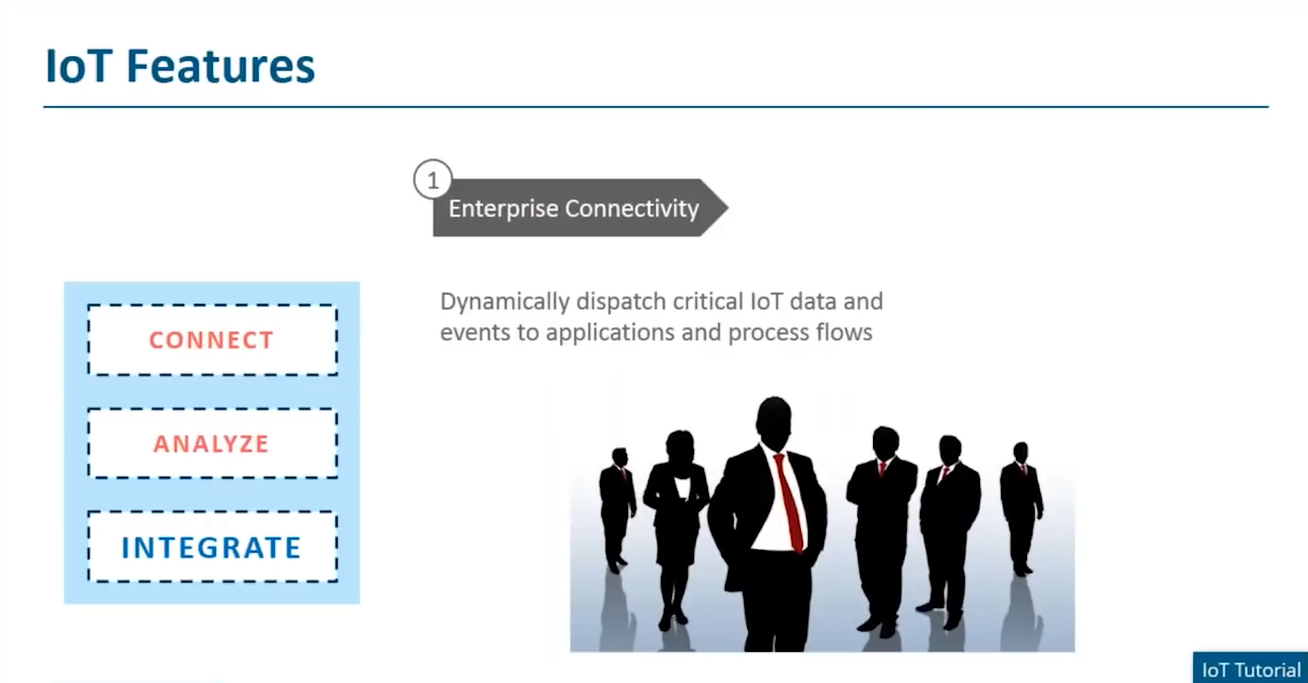 IoT Features
1
Enterprise Connectivity
CONNECT
ANALYZE
INTEGRATE
Dynamically dispatch critical IoT data and
events to applications and process flows
IoT Tutorial